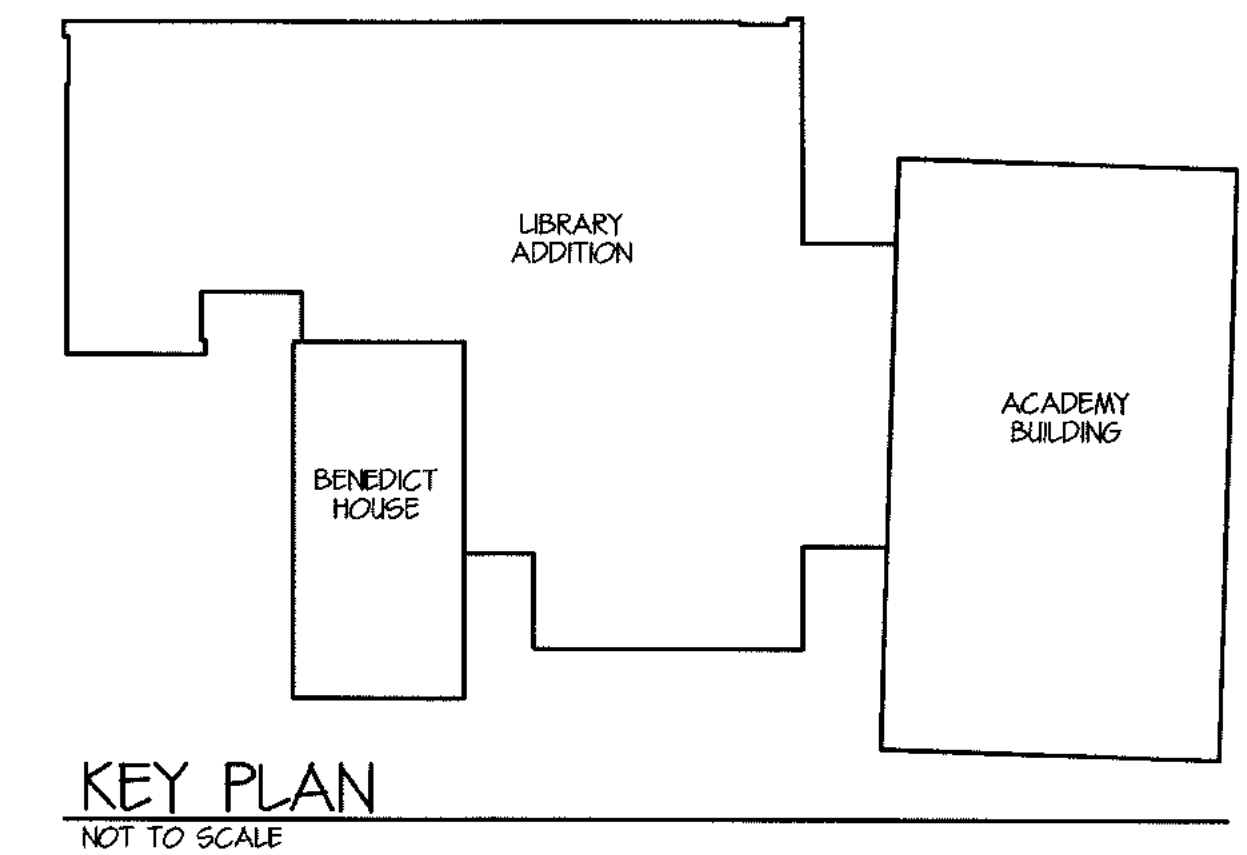 LIBRARY
ADDITION
ACADEMY
BUILDING
BENEDICT
HOUSE
KEY PLAN
NOT TO SCALE